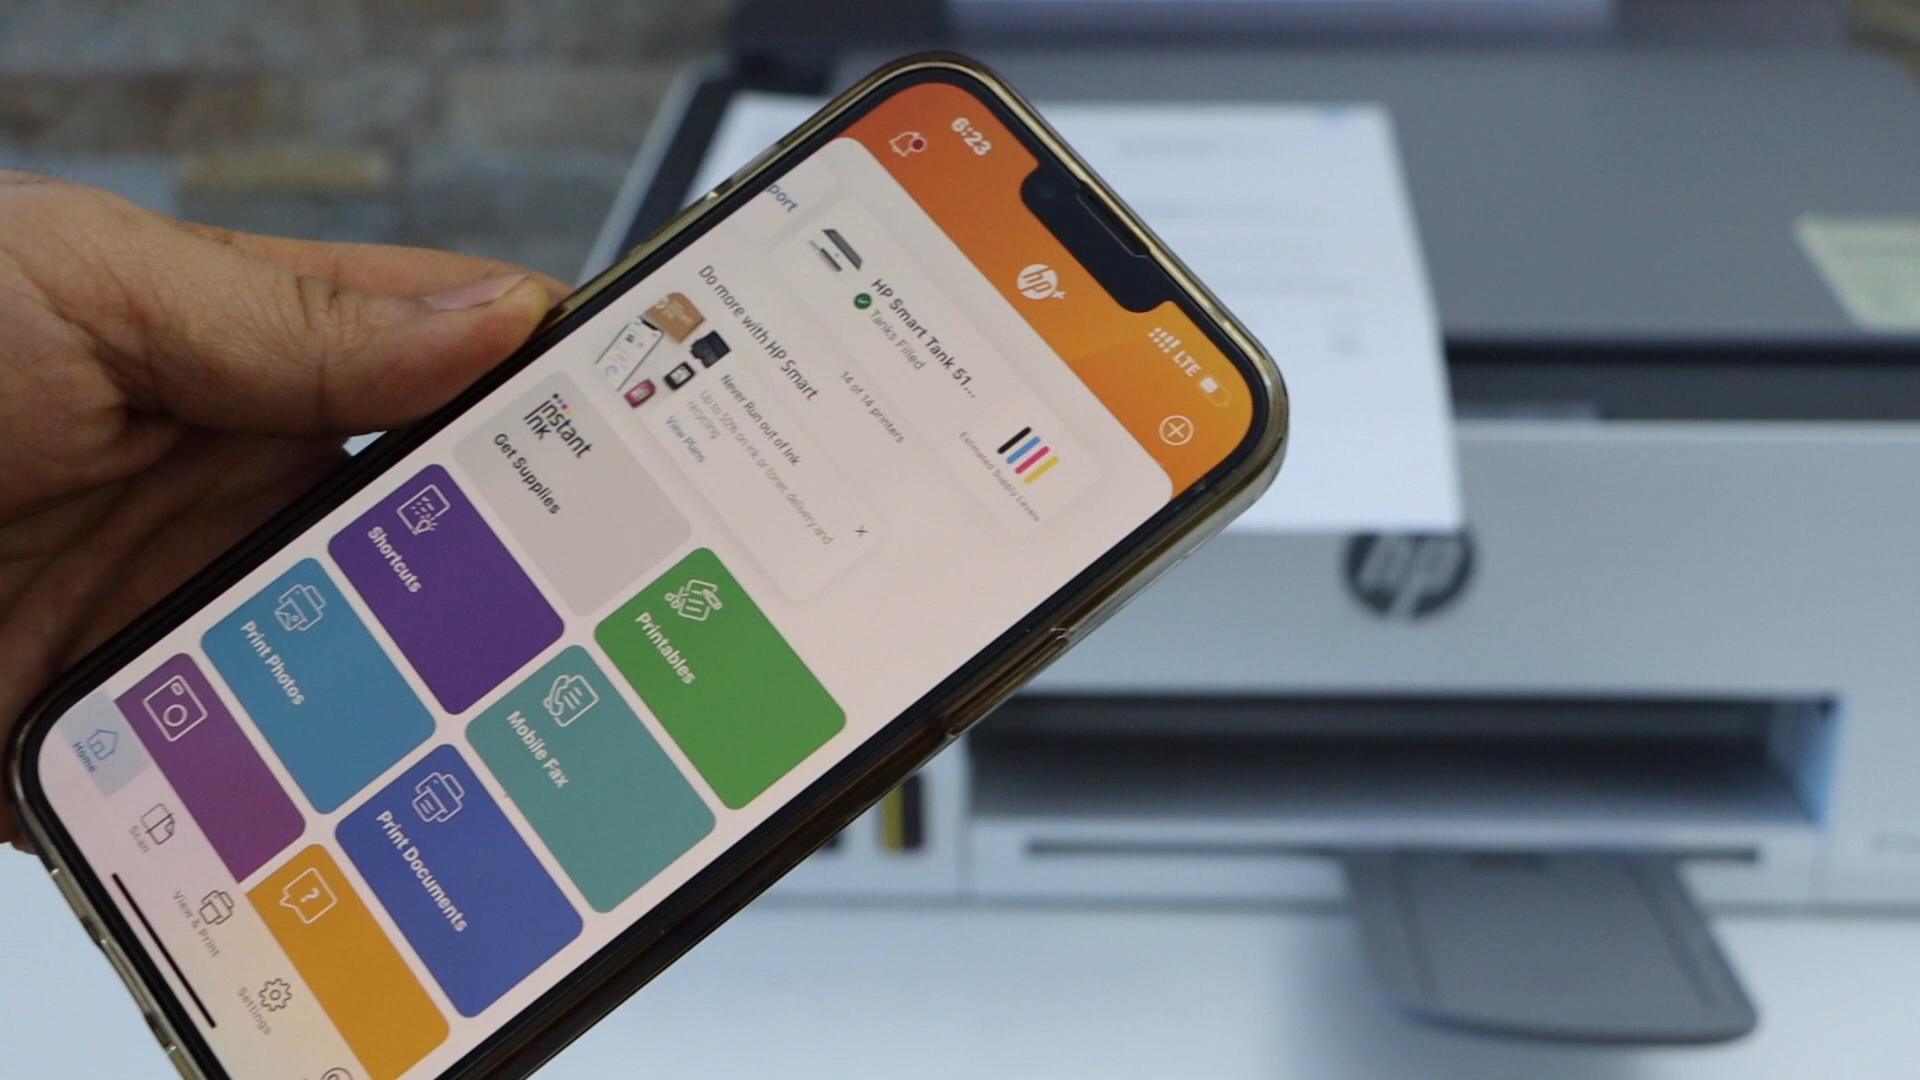 6:23
LTE
hp+
port
HP Smart Tank 51...
Tanks Filled
14 of 14 printers
Estimated Supply Levels
Do more with HP Smart
Never Run out of Ink
Up to 50% on ink or toner, delivery and
recycling
View Plans
Instant
Ink
Get Supplies
Printables
Shortcuts
Mobile Fax
Print Photos
Print Documents
?
Home
Scan
View & Print
Settings
hp